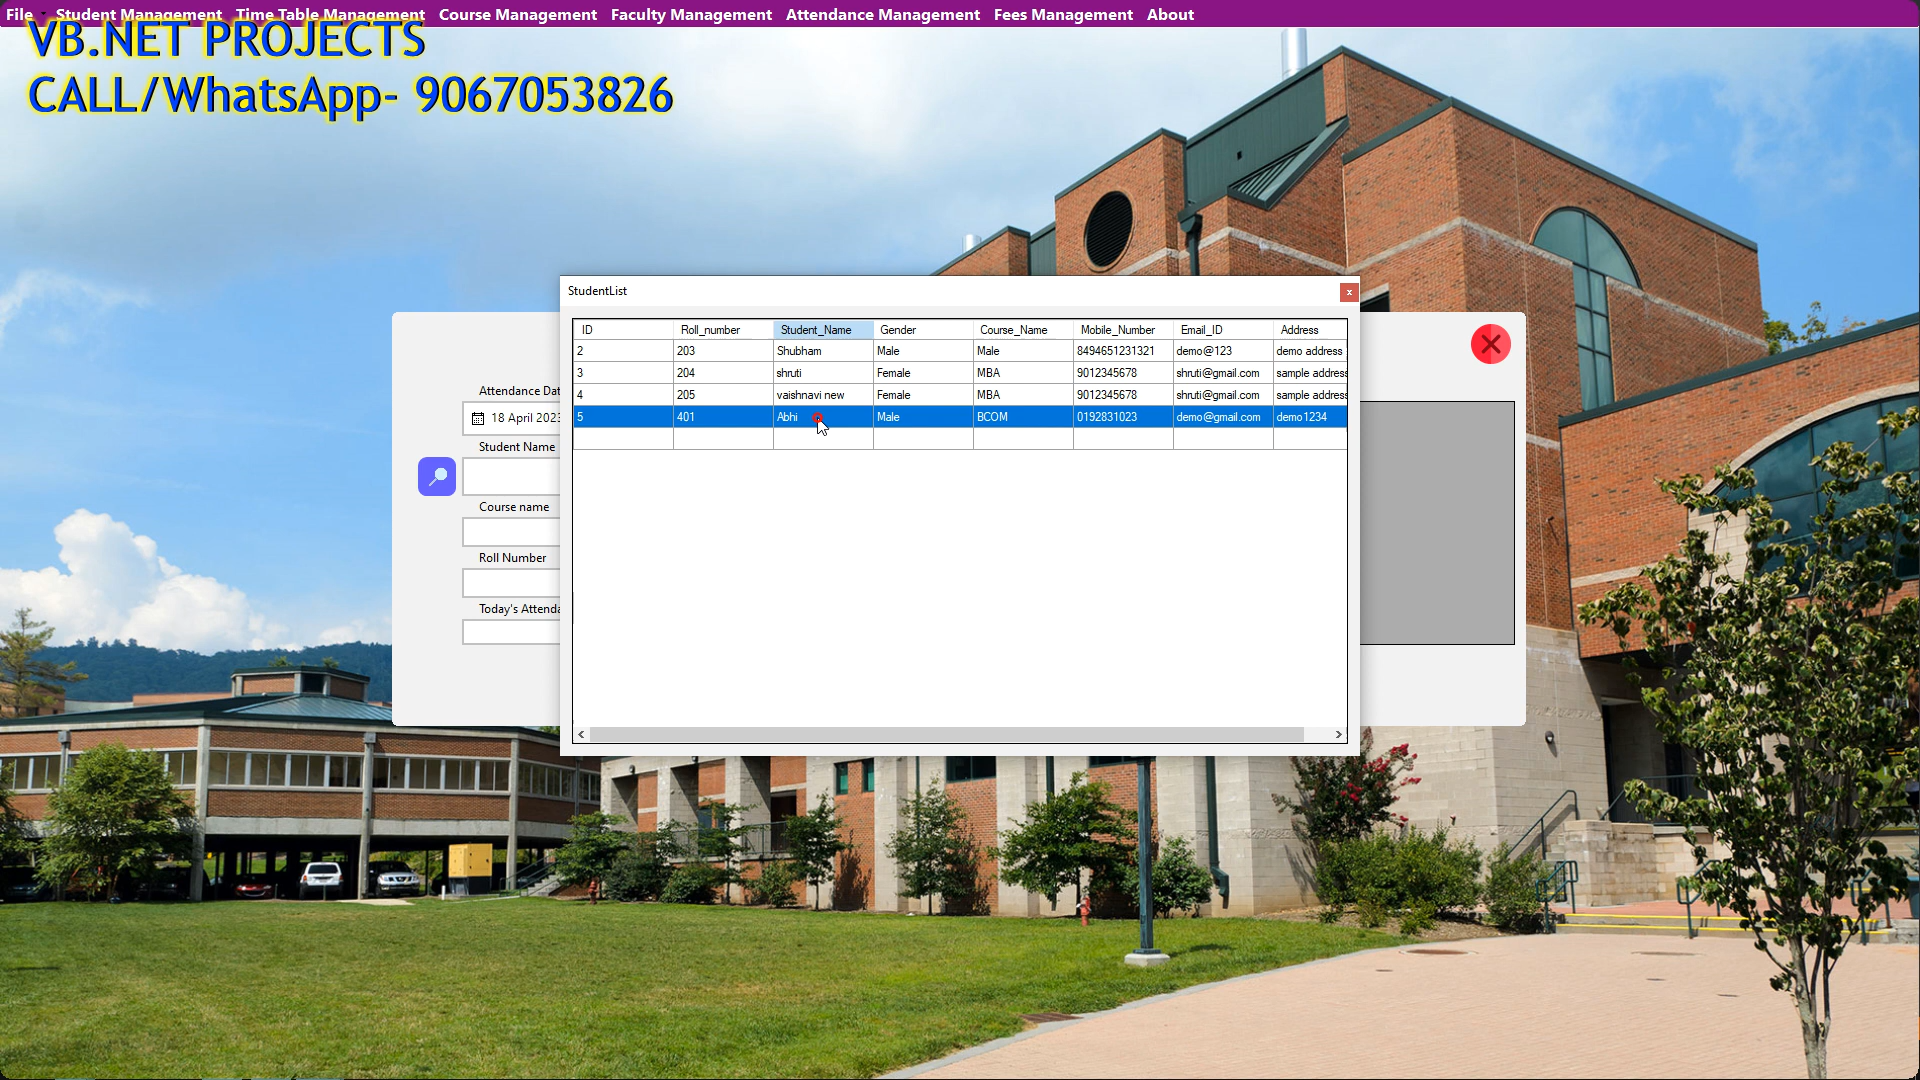 File Student Management Time Table Management Course Management Faculty Management Attendance Management Fees Management About
VB.NET PROJECTS
CALL/WhatsApp- 9067053826
StudentList
x
ID Roll_number Student_Name Gender Course_Name Mobile_Number Email_ID Address
2 203 Shubham Male Male 8494651231321 demo@123 demo address
3 204 shruti Female MBA 9012345678 shruti@gmail.com sample address
4 205 vaishnavi new Female MBA 9012345678 shruti@gmail.com sample address
5 401 Abhi Male BCOM 0192831023 demo@gmail.com demo1234
Attendance Dat
18 April 2023
Student Name
Course name
Roll Number
Today's Attenda